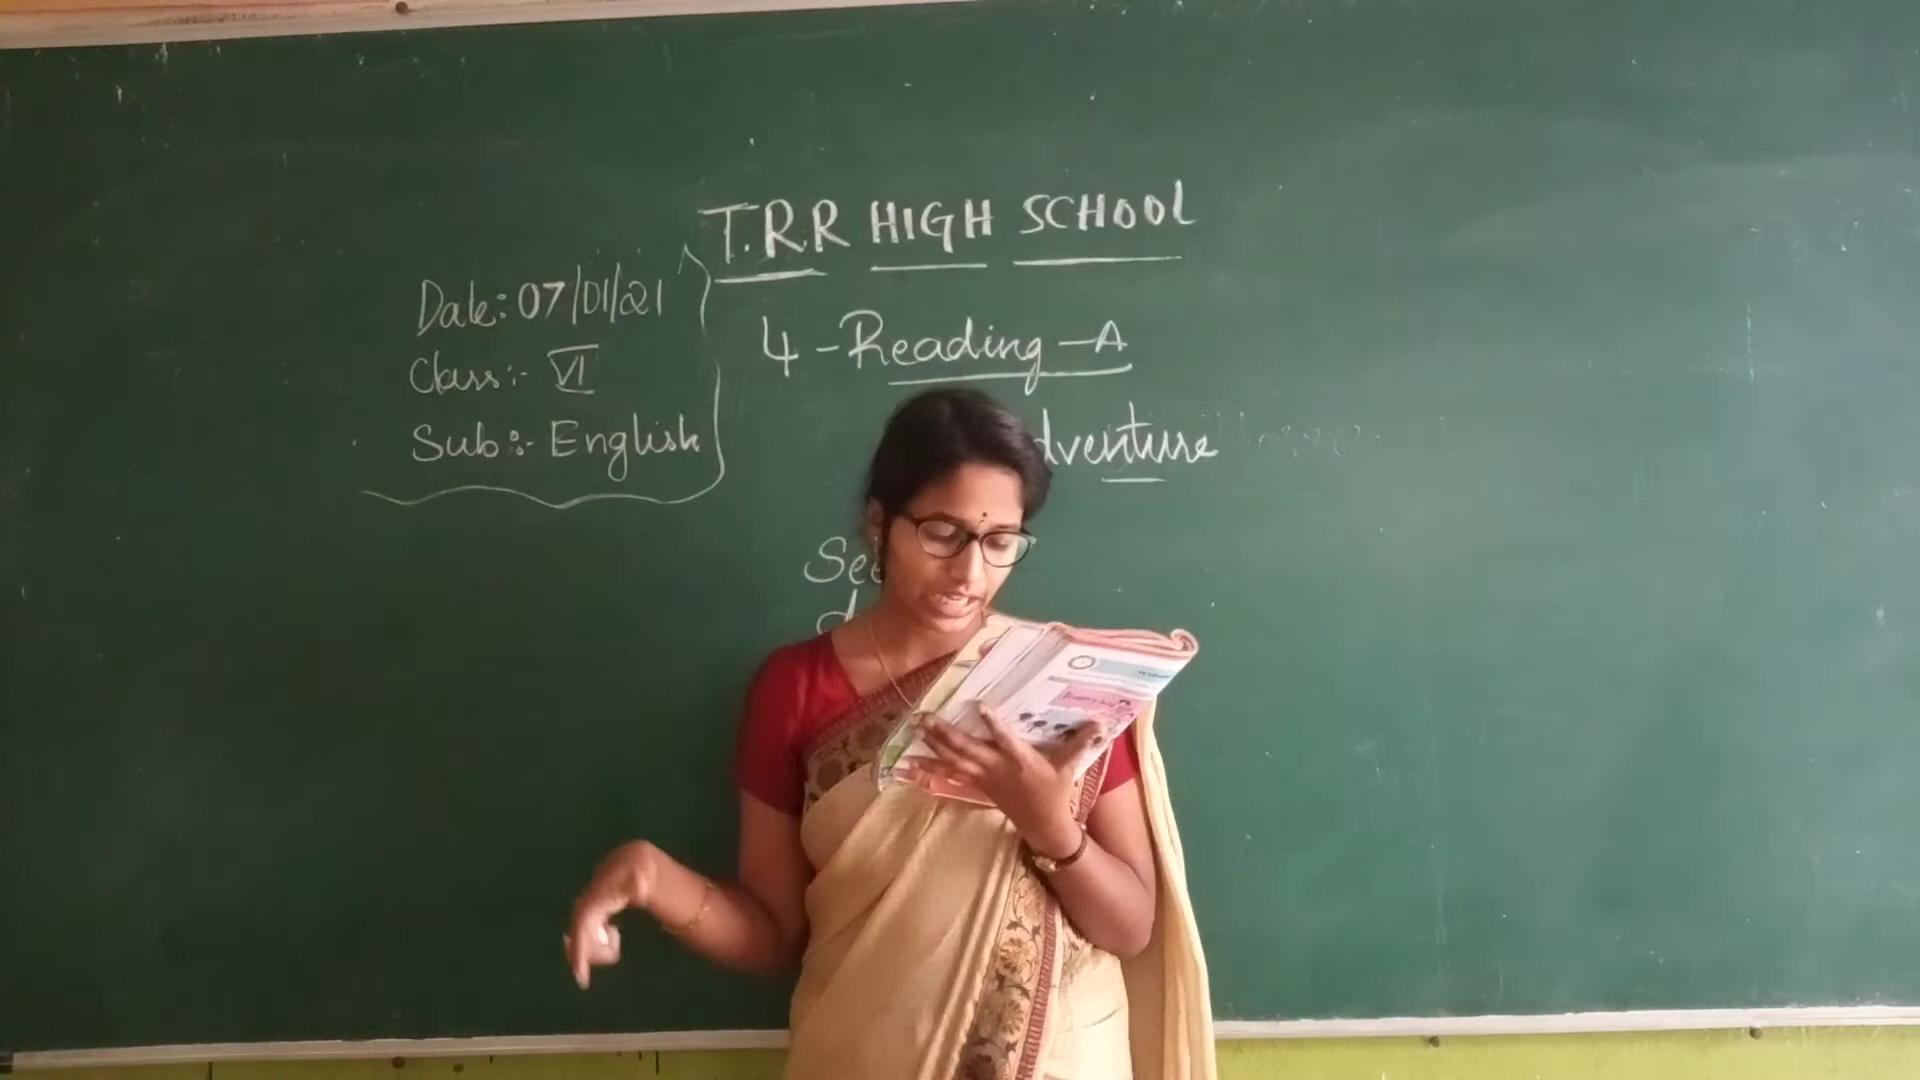 T.R.R HIGH SCHOOL
Date: 07/01/21
Class:- VI
Sub:- English
4 - Reading - A
dventure